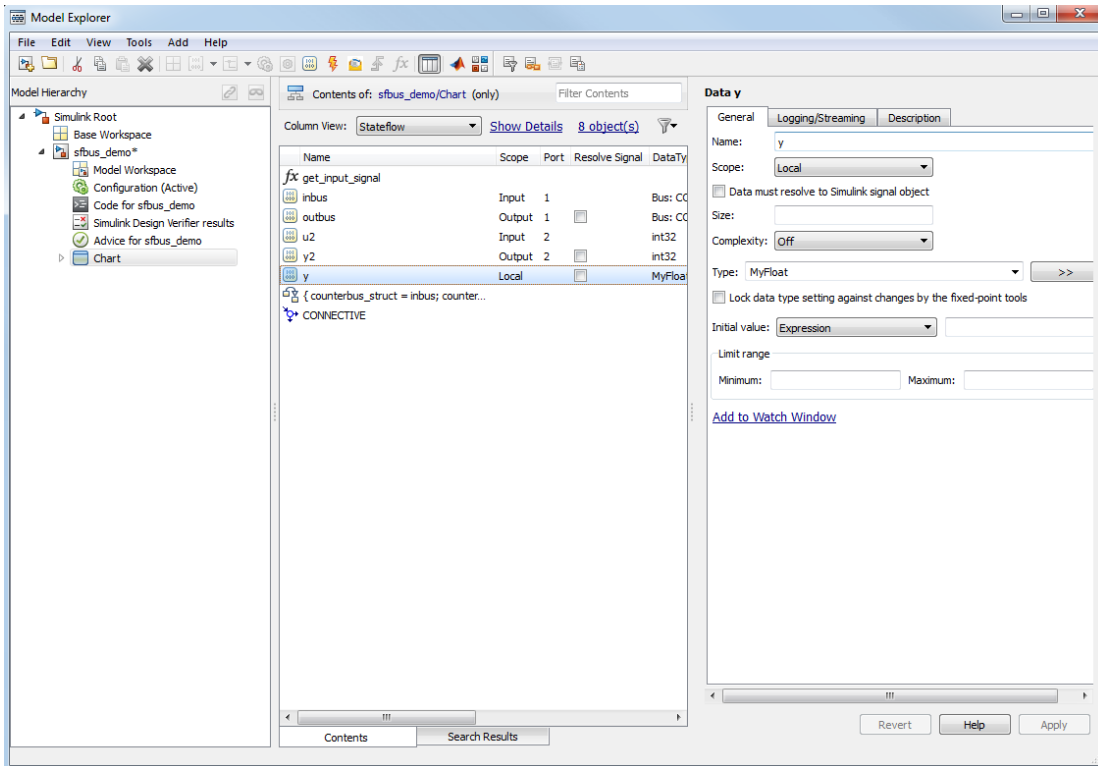 Model Explorer
File Edit View Tools Add Help
Model Hierarchy
Simulink Root
Base Workspace
sfbus_demo*
Model Workspace
Configuration (Active)
Code for sfbus_demo
Simulink Design Verifier results
Advice for sfbus_demo
Chart
Contents of: sfbus_demo/Chart (only)
Filter Contents
Column View: Stateflow Show Details 8 object(s)
Name Scope Port Resolve Signal DataTy
fx get_input_signal
inbus Input 1 Bus: CO
outbus Output 1 Bus: CO
u2 Input 2 int32
y2 Output 2 int32
y Local MyFloat
{ counterbus_struct = inbus; counter...
CONNECTIVE
Contents Search Results
Data y
General Logging/Streaming Description
Name: y
Scope: Local
Data must resolve to Simulink signal object
Size:
Complexity: Off
Type: MyFloat >>
Lock data type setting against changes by the fixed-point tools
Initial value: Expression
Limit range
Minimum: Maximum:
Add to Watch Window
Revert Help Apply